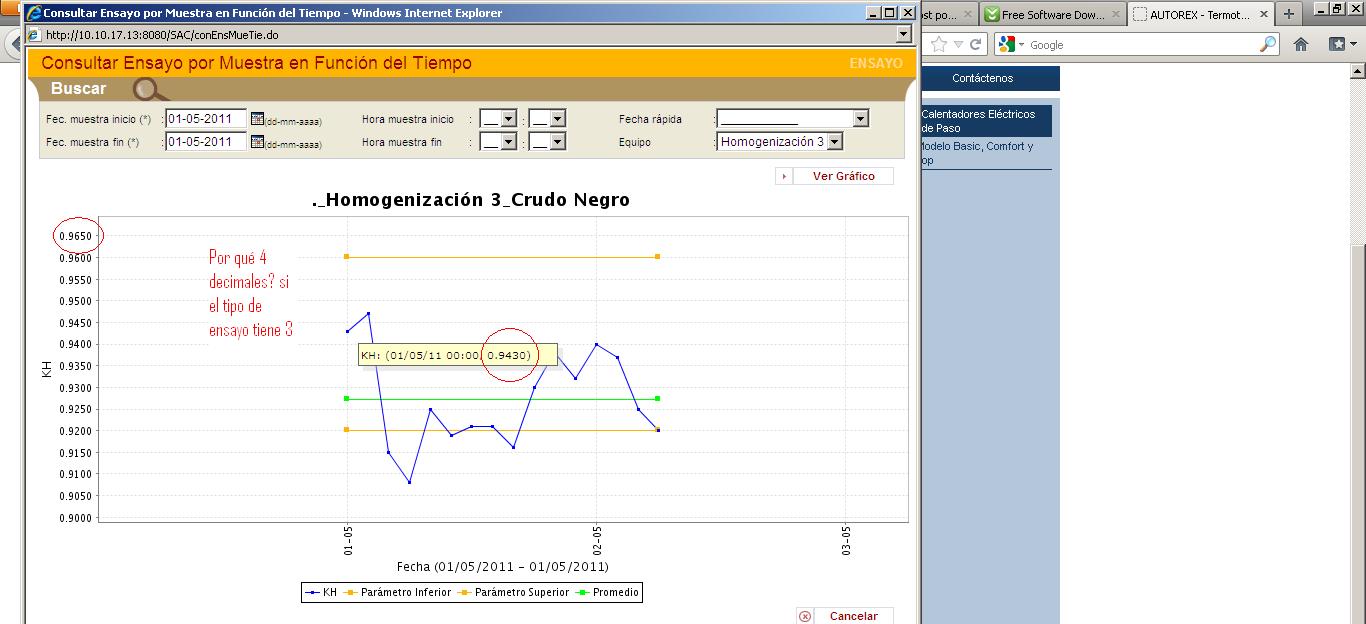 Consultar Ensayo por Muestra en Función del Tiempo - Windows Internet Explorer
http://10.10.17.13:8080/SAC/conEnsMueTie.do
Consultar Ensayo por Muestra en Función del Tiempo
ENSAYO
Buscar
Fec. muestra inicio (*) : 01-05-2011 (dd-mm-aaaa) Hora muestra inicio : __ : __ Fecha rápida : ____________
Fec. muestra fin (*) : 01-05-2011 (dd-mm-aaaa) Hora muestra fin : __ : __ Equipo : Homogenización 3
Ver Gráfico
._Homogenización 3_Crudo Negro
0.9650
0.9600
0.9550
0.9500
0.9450
0.9400
0.9350
0.9300
0.9250
0.9200
0.9150
0.9100
0.9050
0.9000
KH
Por qué 4
decimales? si
el tipo de
ensayo tiene 3
KH: (01/05/11 00:00, 0.9430)
01-05
02-05
03-05
Fecha (01/05/2011 - 01/05/2011)
KH Parámetro Inferior Parámetro Superior Promedio
Cancelar
ost po...
Free Software Dow...
AUTOREX - Termot...
Google
Contáctenos
Calentadores Eléctricos
de Paso
Modelo Basic, Comfort y
op